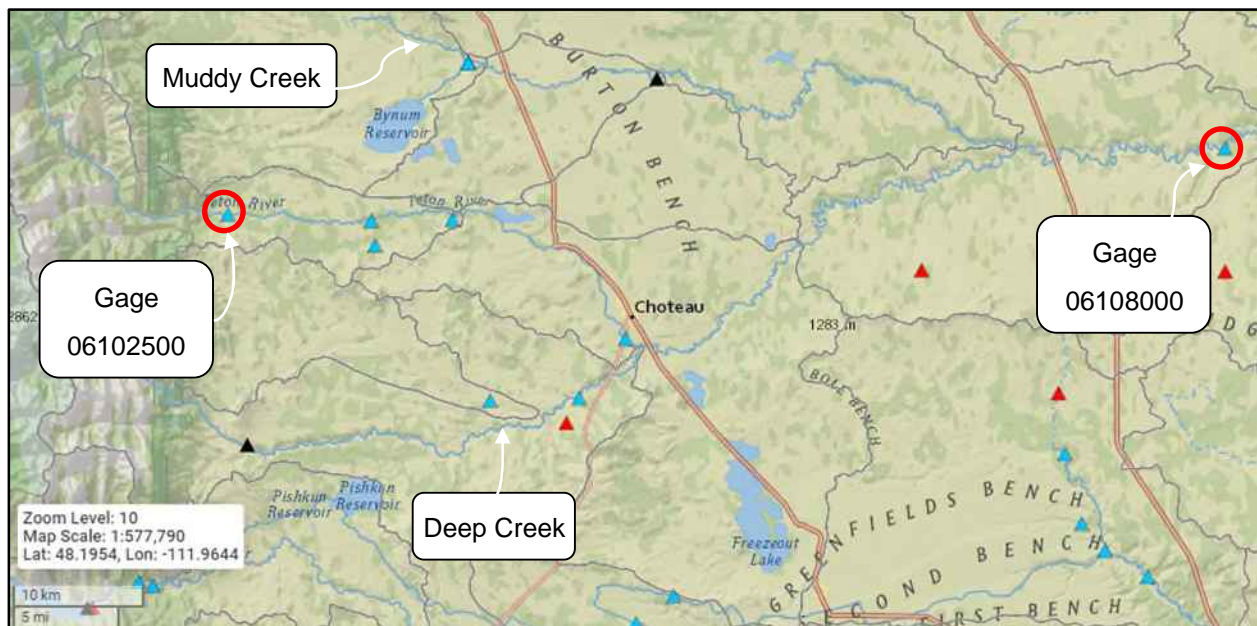 Muddy Creek
BURTON BENCH
Bynum
Reservoir
eton River
Teton River
Gage
06102500
Gage
06108000
2862
Choteau
1283 m
BOLE BENCH
Deep Creek
Pishkun
Reservoir
Pishkun
Reservoir
Freezeout
Lake
GREENFIELDS BENCH
SECOND BENCH
FIRST BENCH
Zoom Level: 10
Map Scale: 1:577,790
Lat: 48.1954, Lon: -111.9644
10 km
5 mi